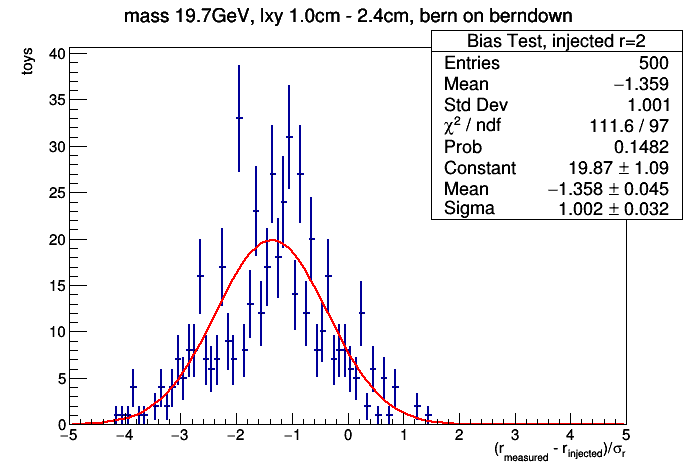 mass 19.7GeV, lxy 1.0cm - 2.4cm, bern on berndown
Bias Test, injected r=2
Entries 500
Mean −1.359
Std Dev 1.001
χ² / ndf 111.6 / 97
Prob 0.1482
Constant 19.87 ± 1.09
Mean −1.358 ± 0.045
Sigma 1.002 ± 0.032
toys
40
35
30
25
20
15
10
5
0
−5 −4 −3 −2 −1 0 1 2 3 4 5
(r_measured - r_injected)/σ_r